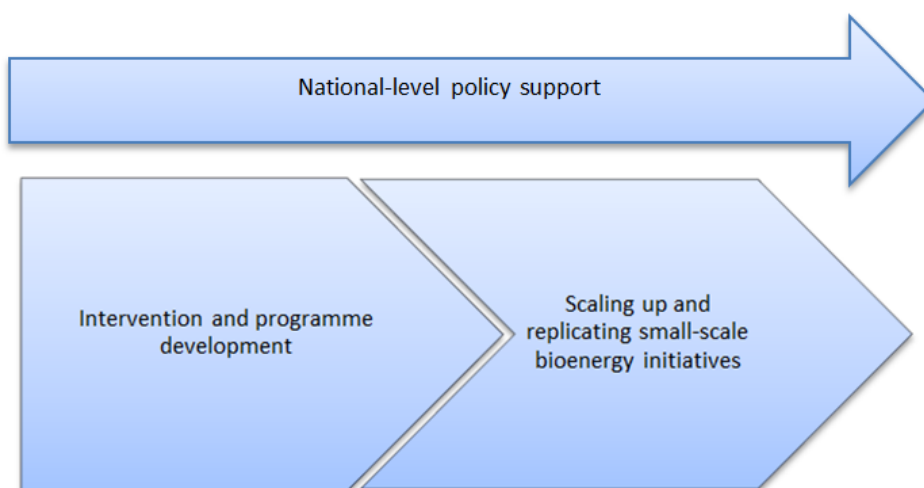 National-level policy support
Intervention and programme
development
Scaling up and
replicating small-scale
bioenergy initiatives